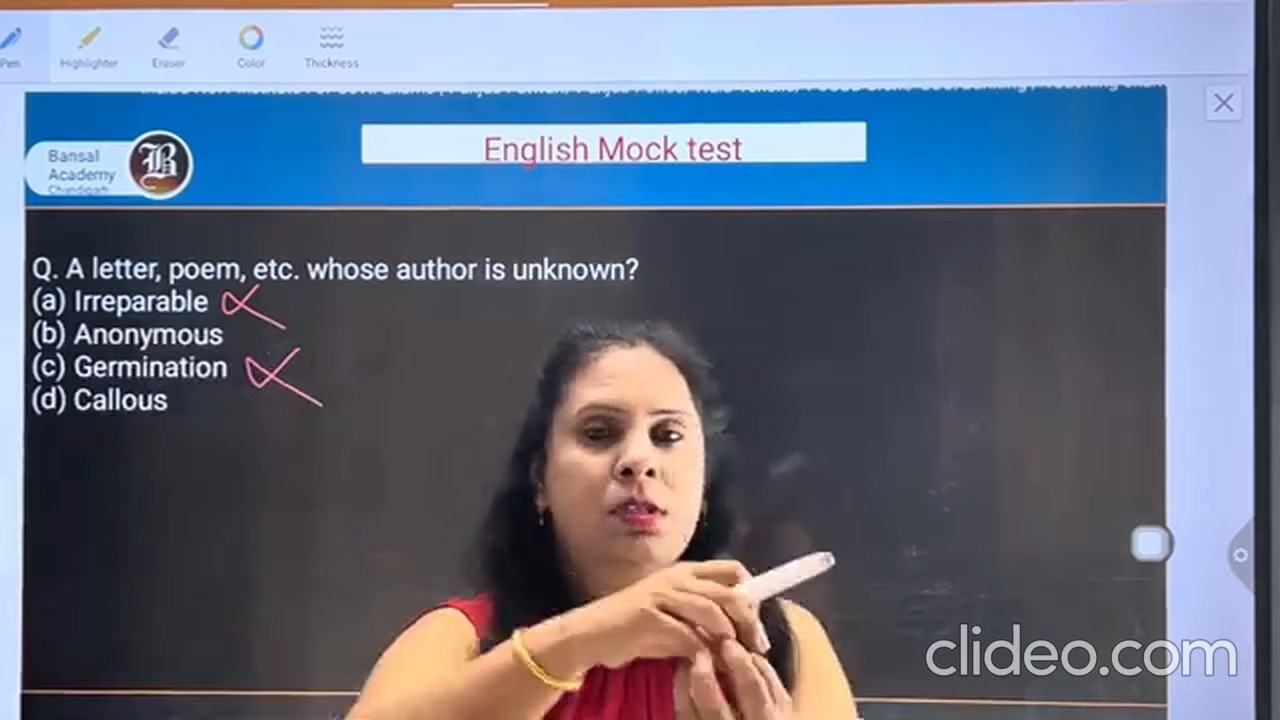 Pen
Highlighter
Eraser
Color
Thickness
Bansal
Academy
Chandigarh
B
English Mock test
Q. A letter, poem, etc. whose author is unknown?
(a) Irreparable
(b) Anonymous
(c) Germination
(d) Callous
clideo.com